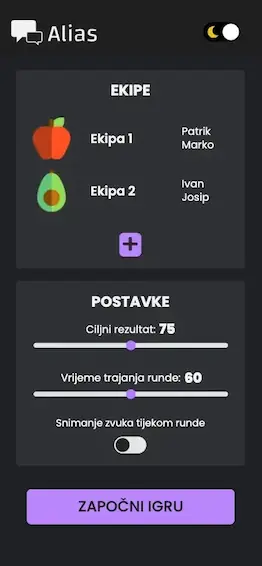 Alias
EKIPE
Ekipa 1
Patrik
Marko
Ekipa 2
Ivan
Josip
POSTAVKE
Ciljni rezultat: 75
Vrijeme trajanja runde: 60
Snimanje zvuka tijekom runde
ZAPOČNI IGRU